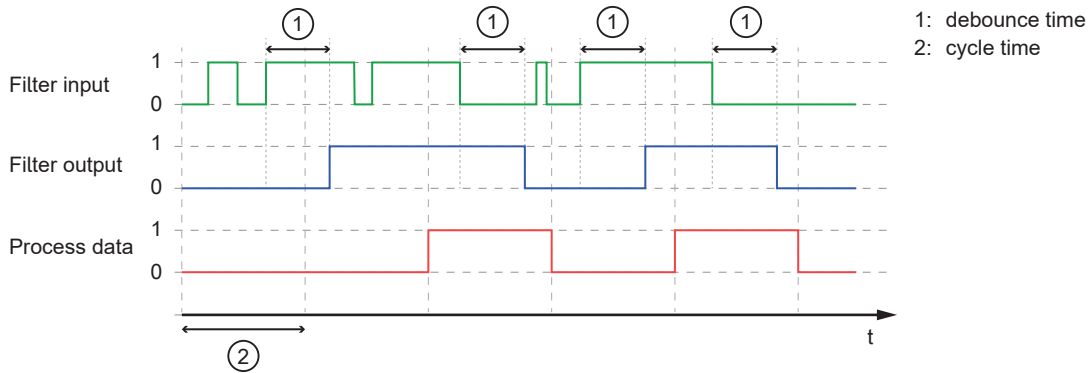 1 1 1 1
1: debounce time
2: cycle time
Filter input 1 0
Filter output 1 0
Process data 1 0
t
2